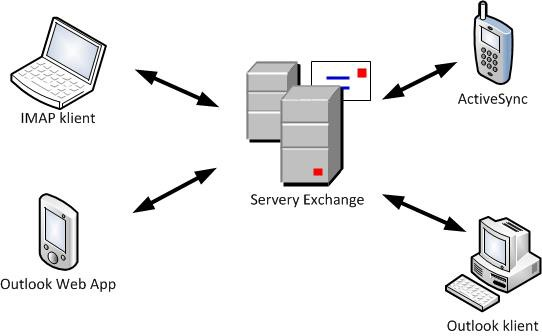 IMAP klient
ActiveSync
Servery Exchange
Outlook Web App
Outlook klient